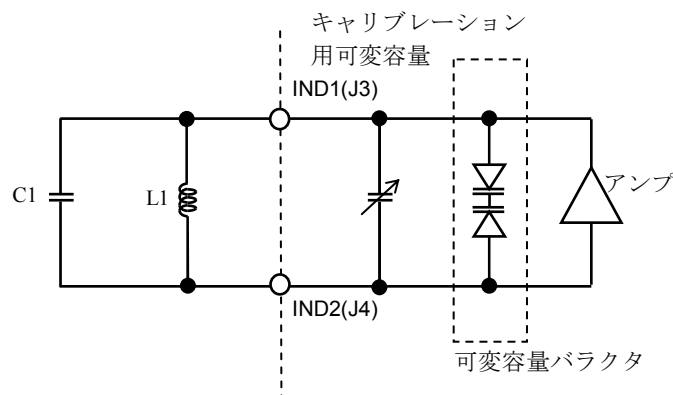 キャリブレーション
用可変容量
IND1(J3)
C1
L1
アンプ
IND2(J4)
可変容量バラクタ